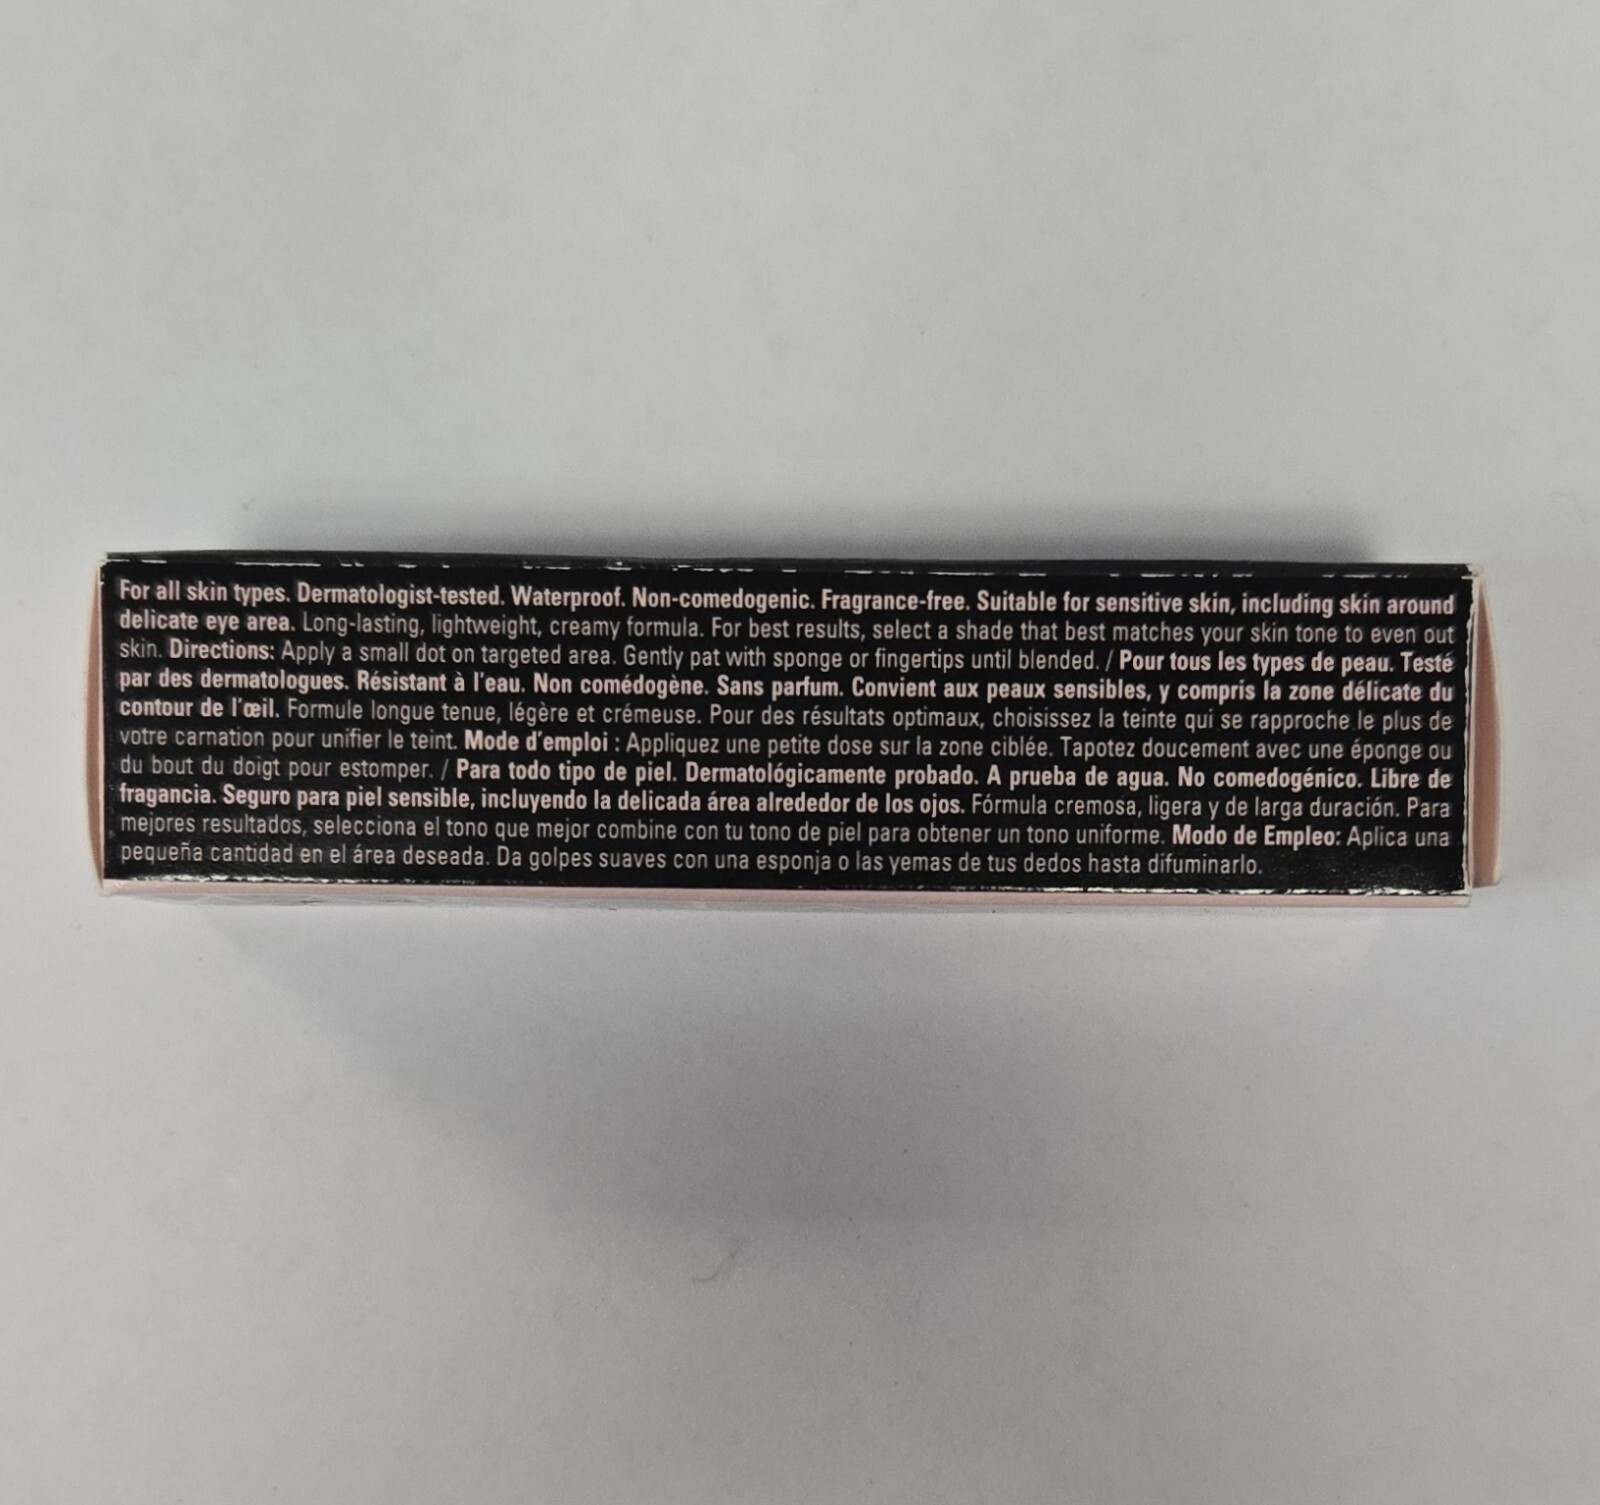 For all skin types. Dermatologist-tested. Waterproof. Non-comedogenic. Fragrance-free. Suitable for sensitive skin, including skin around
delicate eye area. Long-lasting, lightweight, creamy formula. For best results, select a shade that best matches your skin tone to even out
skin. Directions: Apply a small dot on targeted area. Gently pat with sponge or fingertips until blended. / Pour tous les types de peau. Testé
par des dermatologues. Résistant à l'eau. Non comédogène. Sans parfum. Convient aux peaux sensibles, y compris la zone délicate du
contour de l'œil. Formule longue tenue, légère et crémeuse. Pour des résultats optimaux, choisissez la teinte qui se rapproche le plus de
votre carnation pour unifier le teint. Mode d'emploi : Appliquez une petite dose sur la zone ciblée. Tapotez doucement avec une éponge ou
du bout du doigt pour estomper. / Para todo tipo de piel. Dermatológicamente probado. A prueba de agua. No comedogénico. Libre de
fragancia. Seguro para piel sensible, incluyendo la delicada área alrededor de los ojos. Fórmula cremosa, ligera y de larga duración. Para
mejores resultados, selecciona el tono que mejor combine con tu tono de piel para obtener un tono uniforme. Modo de Empleo: Aplica una
pequeña cantidad en el área deseada. Da golpes suaves con una esponja o las yemas de tus dedos hasta difuminarlo.